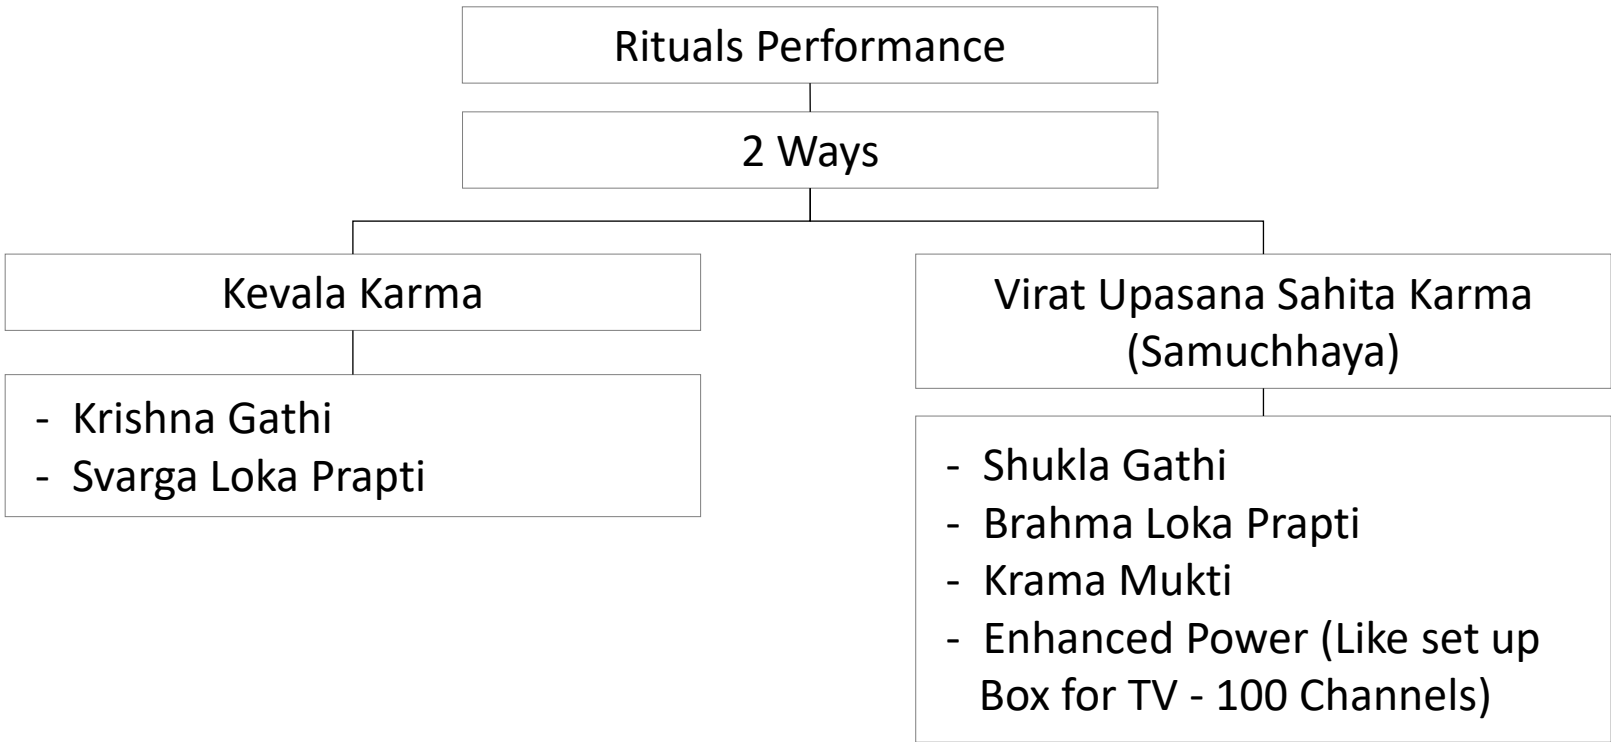 Rituals Performance
2 Ways
Kevala Karma
- Krishna Gathi
- Svarga Loka Prapti
Virat Upasana Sahita Karma
(Samuchhaya)
- Shukla Gathi
- Brahma Loka Prapti
- Krama Mukti
- Enhanced Power (Like set up
Box for TV - 100 Channels)